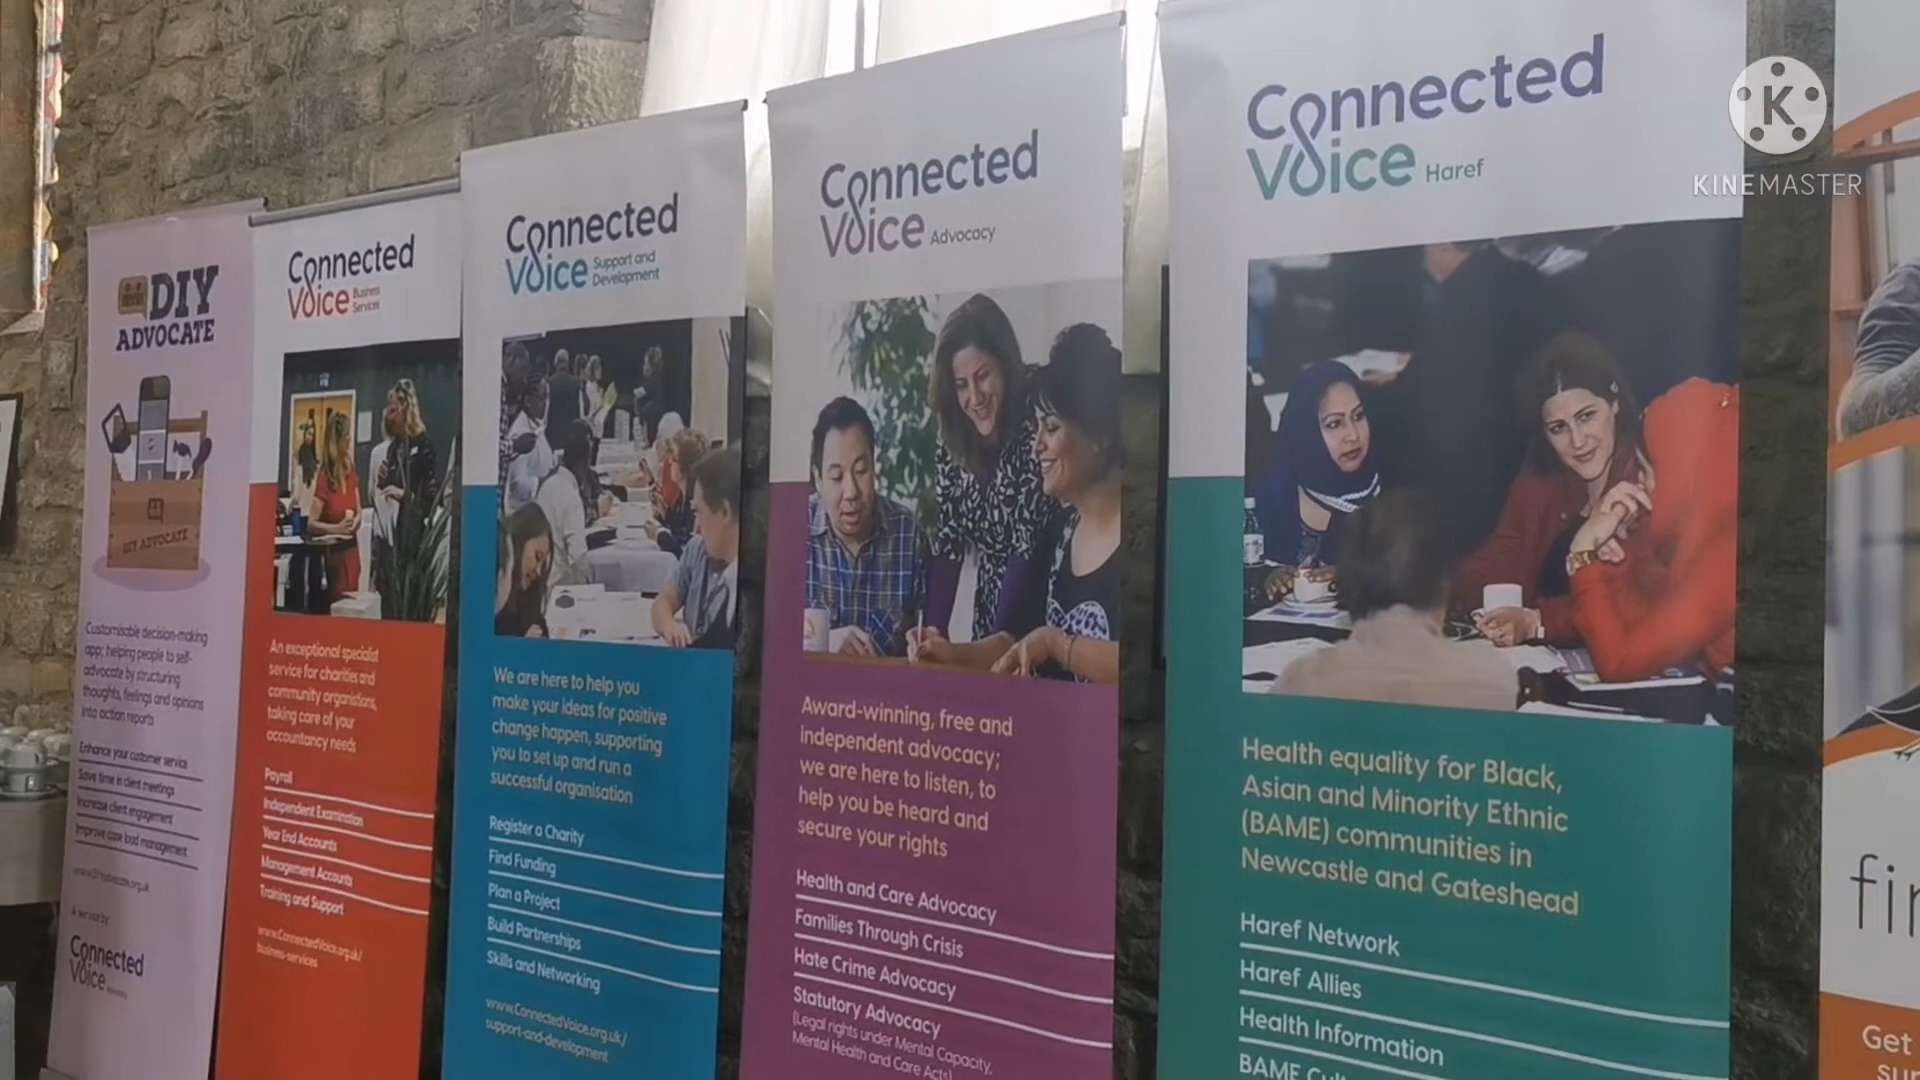 DIY
ADVOCATE
DIY ADVOCATE
Customisable decision-making
app; helping people to self-
advocate by structuring
thoughts, feelings and opinions
into action reports
Enhance your customer service
Save time in client meetings
Increase client engagement
Improve case load management
A service by
Connected
Voice
Connected
Voice Business
Services
An exceptional specialist
service for charities and
community organistions,
taking care of your
accountancy needs
Payroll
Independent Examination
Year End Accounts
Management Accounts
Training and Support
www.ConnectedVoice.org.uk/
business-services
Connected
Voice Support and
Development
We are here to help you
make your ideas for positive
change happen, supporting
you to set up and run a
successful organisation
Register a Charity
Find Funding
Plan a Project
Build Partnerships
Skills and Networking
www.ConnectedVoice.org.uk/
support-and-development
Connected
Voice Advocacy
Award-winning, free and
independent advocacy;
we are here to listen, to
help you be heard and
secure your rights
Health and Care Advocacy
Families Through Crisis
Hate Crime Advocacy
Statutory Advocacy
(Legal rights under Mental Capacity,
Mental Health and Care Acts)
Connected
Voice Haref
Health equality for Black,
Asian and Minority Ethnic
(BAME) communities in
Newcastle and Gateshead
Haref Network
Haref Allies
Health Information
BAME
K
KINEMASTER
Get